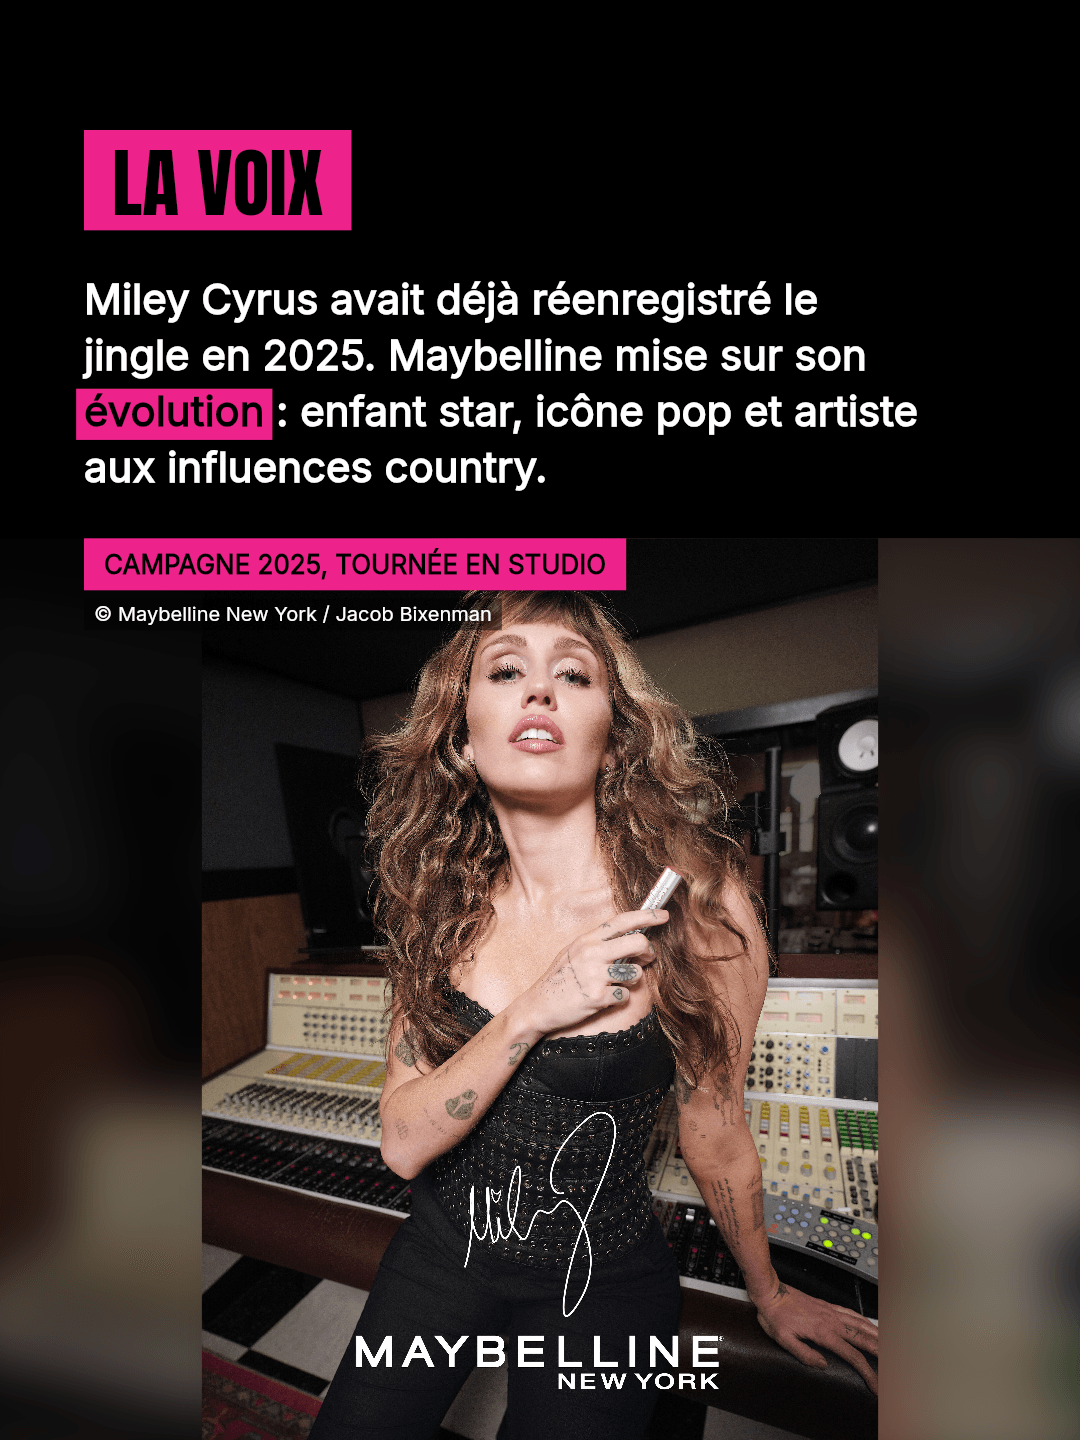 LA VOIX
Miley Cyrus avait déjà réenregistré le
jingle en 2025. Maybelline mise sur son
évolution : enfant star, icône pop et artiste
aux influences country.
CAMPAGNE 2025, TOURNÉE EN STUDIO
© Maybelline New York / Jacob Bixenman
Miley
MAYBELLINE
NEW YORK